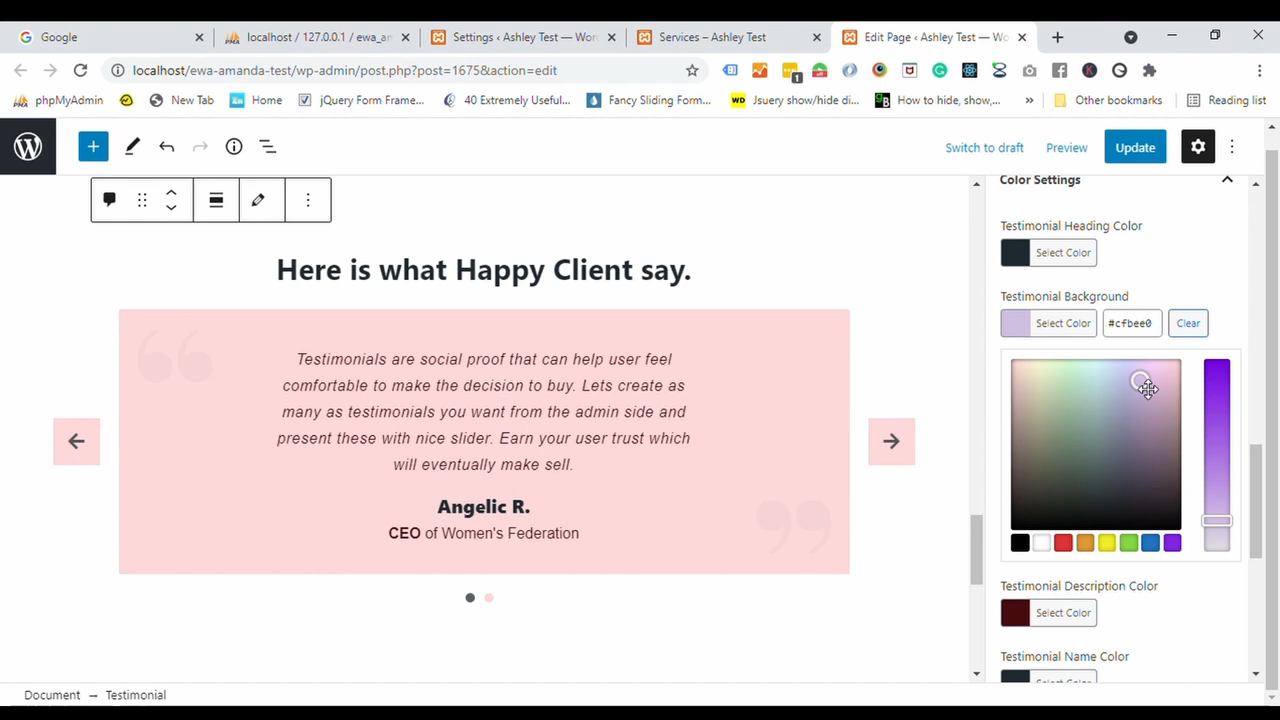 Google
localhost / 127.0.0.1 / ewa_an
Settings ‹ Ashley Test — Wor
Services – Ashley Test
Edit Page ‹ Ashley Test — Wo
localhost/ewa-amanda-test/wp-admin/post.php?post=1675&action=edit
1
phpMyAdmin
New Tab
Home
jQuery Form Frame...
40 Extremely Useful...
Fancy Sliding Form...
WD
Jsuery show/hide di...
How to hide, show,...
»
Other bookmarks
Reading list
Switch to draft
Preview
Update
Color Settings
Testimonial Heading Color
Select Color
Testimonial Background
Select Color
#cfbee0
Clear
Here is what Happy Client say.
Testimonials are social proof that can help user feel
comfortable to make the decision to buy. Lets create as
many as testimonials you want from the admin side and
present these with nice slider. Earn your user trust which
will eventually make sell.
Angelic R.
CEO of Women's Federation
Testimonial Description Color
Select Color
Testimonial Name Color
Select Color
Document → Testimonial